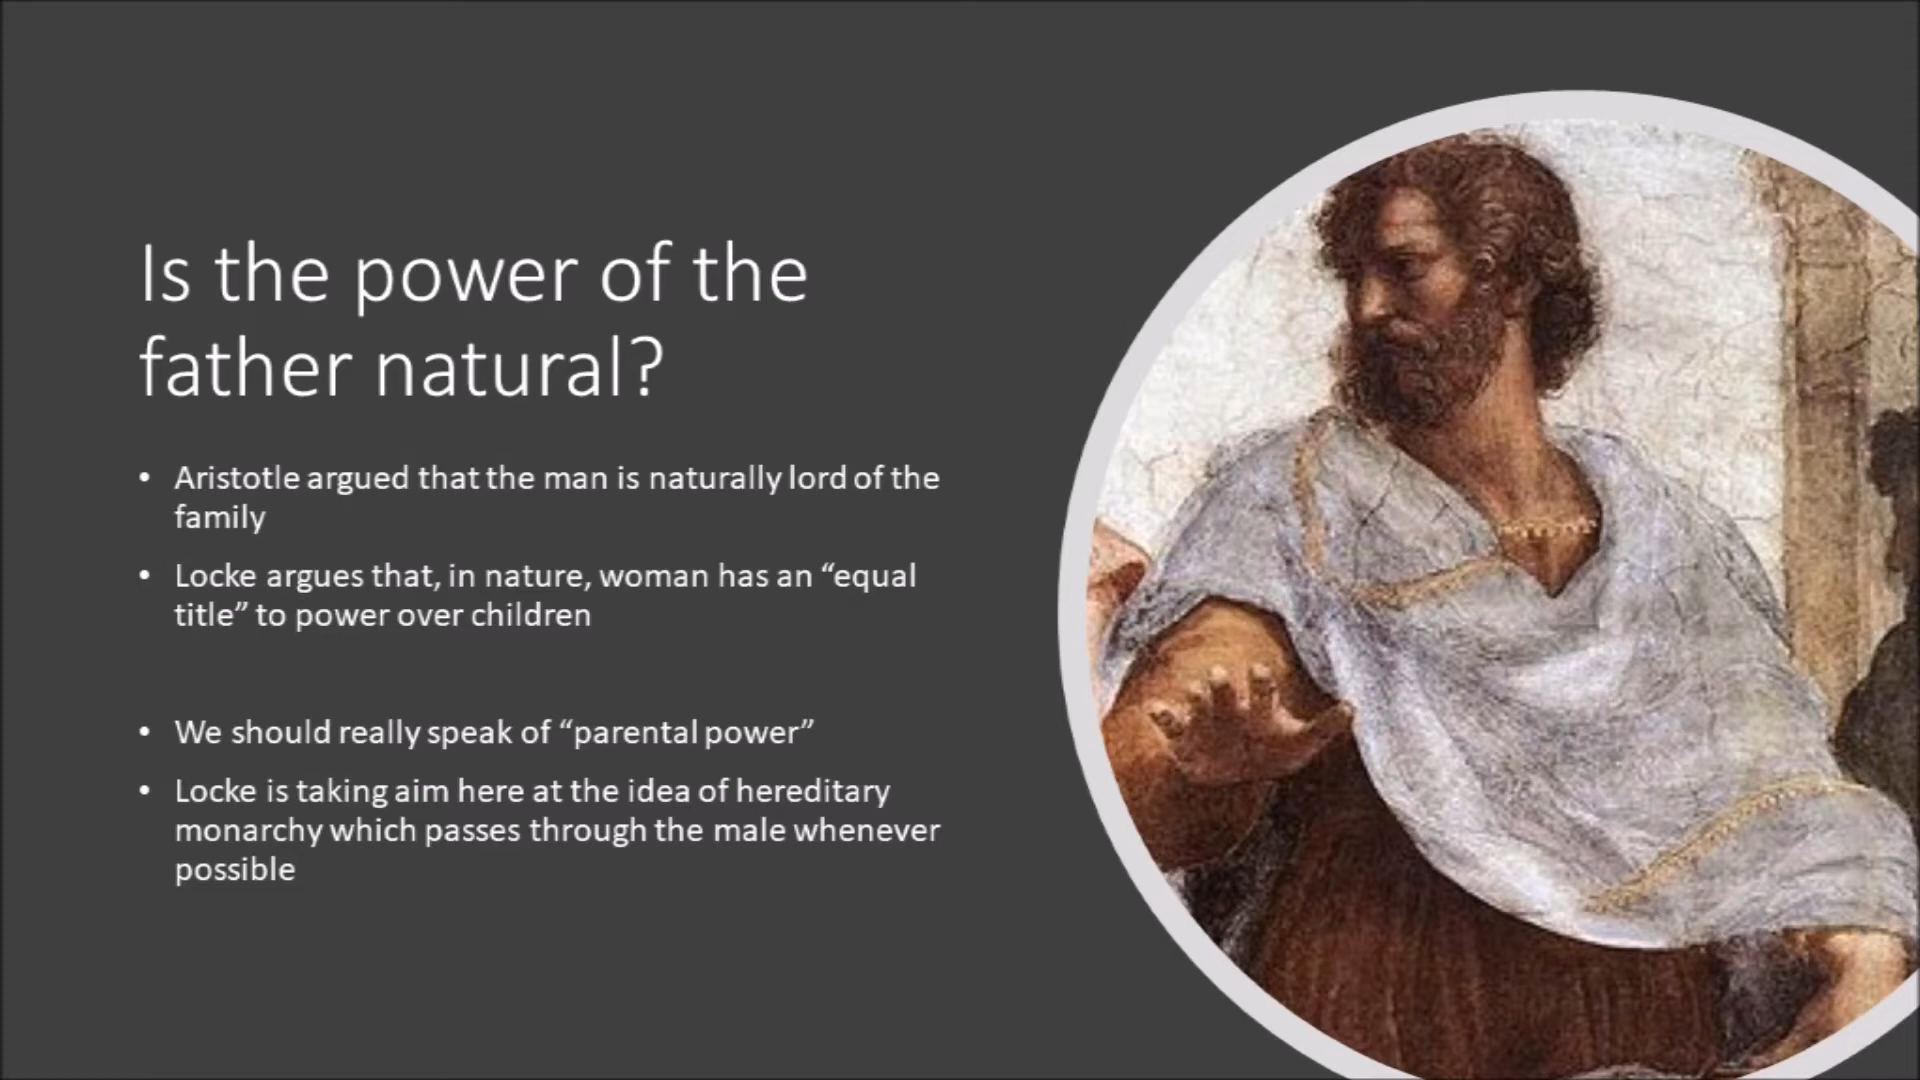 Is the power of the
father natural?
• Aristotle argued that the man is naturally lord of the
family
• Locke argues that, in nature, woman has an “equal
title” to power over children
• We should really speak of “parental power”
• Locke is taking aim here at the idea of hereditary
monarchy which passes through the male whenever
possible